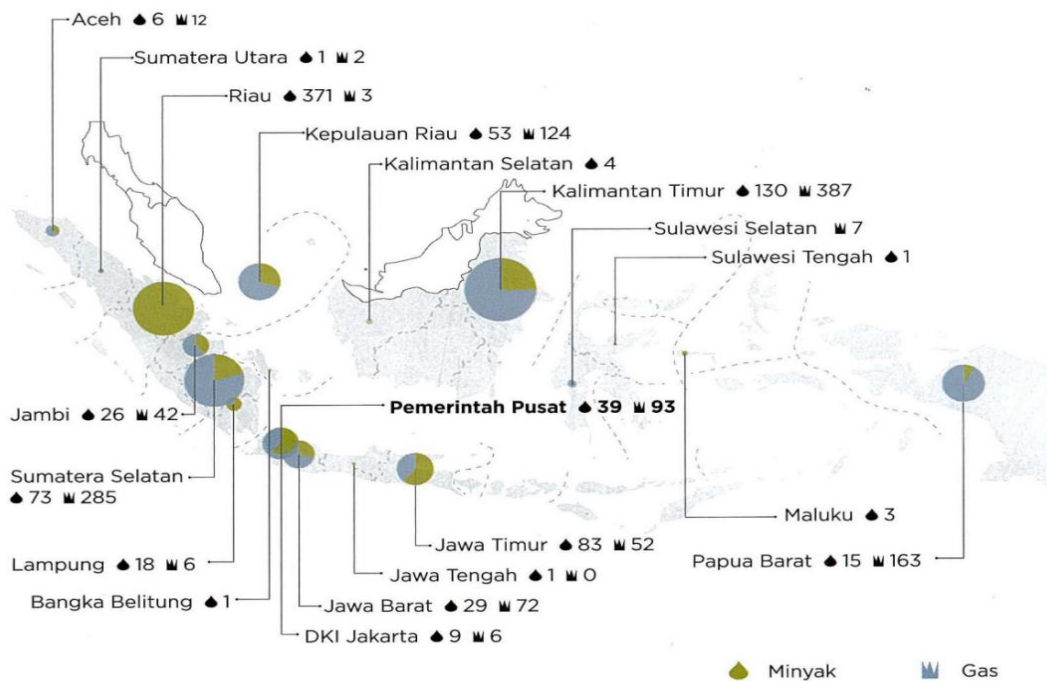 Aceh 6 12
Sumatera Utara 1 2
Riau 371 3
Kepulauan Riau 53 124
Kalimantan Selatan 4
Kalimantan Timur 130 387
Sulawesi Selatan 7
Sulawesi Tengah 1
Jambi 26 42
Pemerintah Pusat 39 93
Sumatera Selatan
73 285
Maluku 3
Lampung 18 6
Jawa Timur 83 52
Papua Barat 15 163
Jawa Tengah 1 0
Bangka Belitung 1
Jawa Barat 29 72
DKI Jakarta 9 6
Minyak Gas